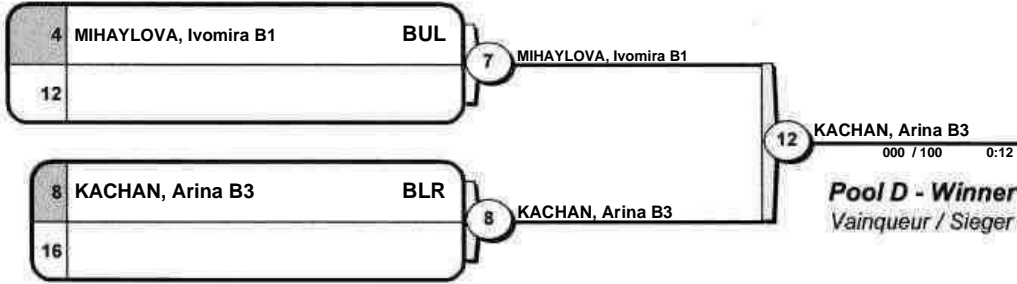 4 MIHAYLOVA, Ivomira B1 BUL
12
7
MIHAYLOVA, Ivomira B1
8 KACHAN, Arina B3 BLR
16
8
KACHAN, Arina B3
12
KACHAN, Arina B3
000 / 100 0:12
Pool D - Winner
Vainqueur / Sieger